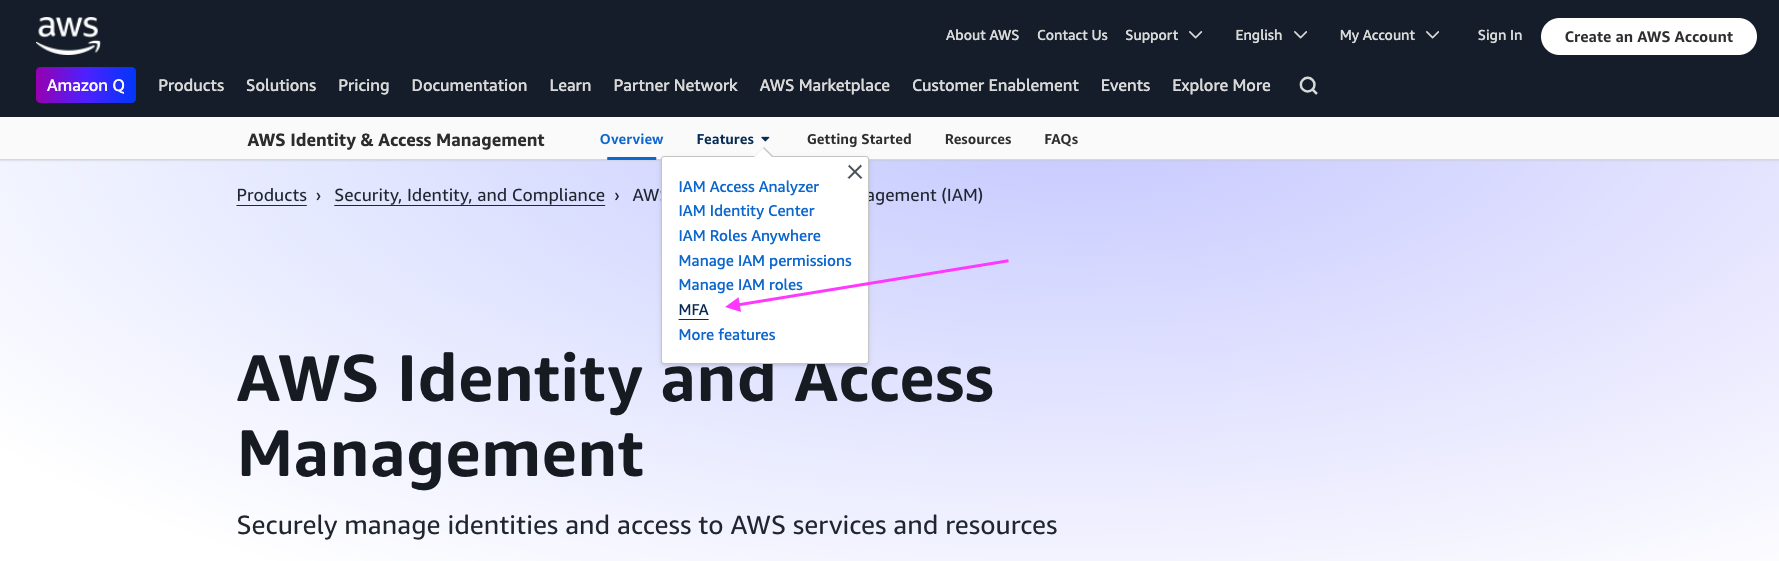 aws
About AWS Contact Us Support English My Account Sign In Create an AWS Account
Amazon Q Products Solutions Pricing Documentation Learn Partner Network AWS Marketplace Customer Enablement Events Explore More
AWS Identity & Access Management Overview Features Getting Started Resources FAQs
Products › Security, Identity, and Compliance › AW agement (IAM)
IAM Access Analyzer
IAM Identity Center
IAM Roles Anywhere
Manage IAM permissions
Manage IAM roles
MFA
More features
AWS Identity and Access
Management
Securely manage identities and access to AWS services and resources